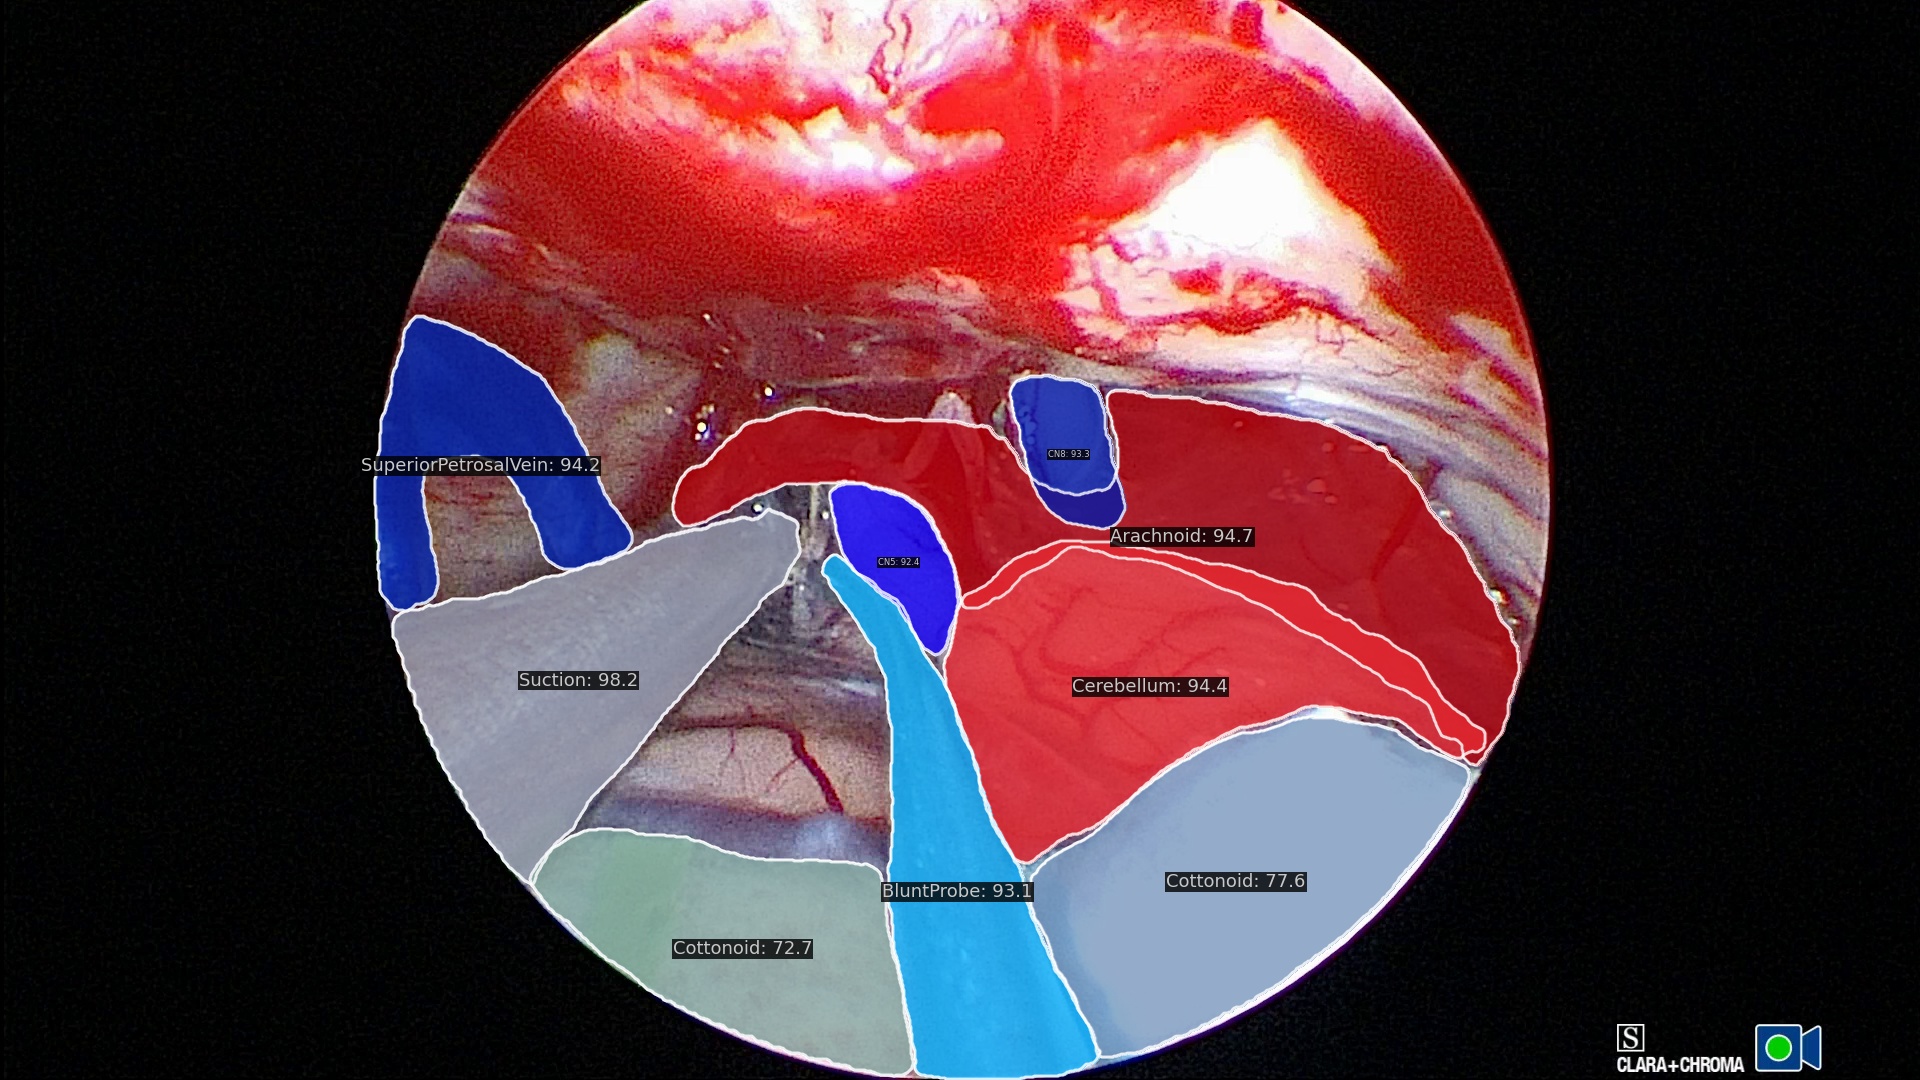 CN8: 93.3
SuperiorPetrosalVein: 94.2
Arachnoid: 94.7
CN5: 92.4
Suction: 98.2
Cerebellum: 94.4
Cottonoid: 77.6
BluntProbe: 93.1
Cottonoid: 72.7
S
CLARA+CHROMA